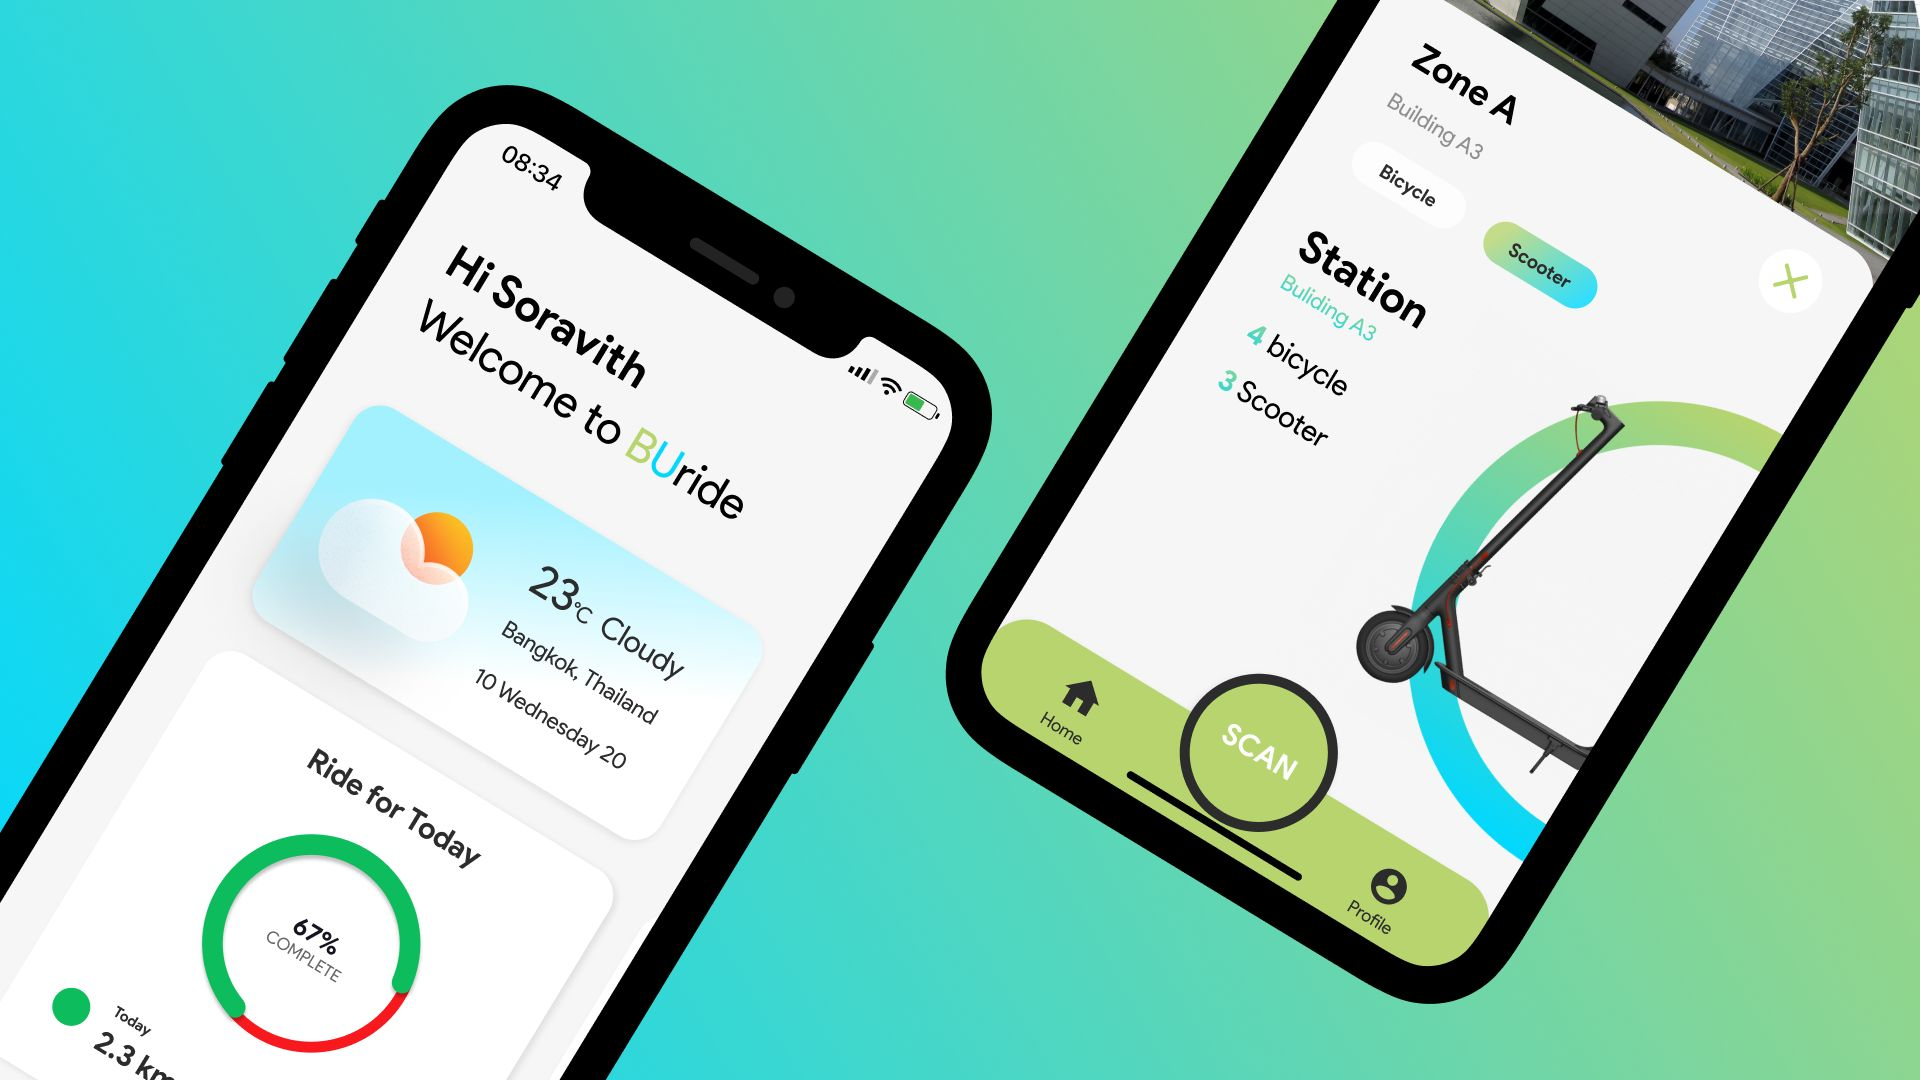 08:34
Hi Soravith
Welcome to BUride
23°C Cloudy
Bangkok, Thailand
10 Wednesday 20
Ride for Today
67%
COMPLETE
Today
2.3 km
Zone A
Building A3
Bicycle
Scooter
Station
Buliding A3
4 bicycle
3 Scooter
Home
SCAN
Profile